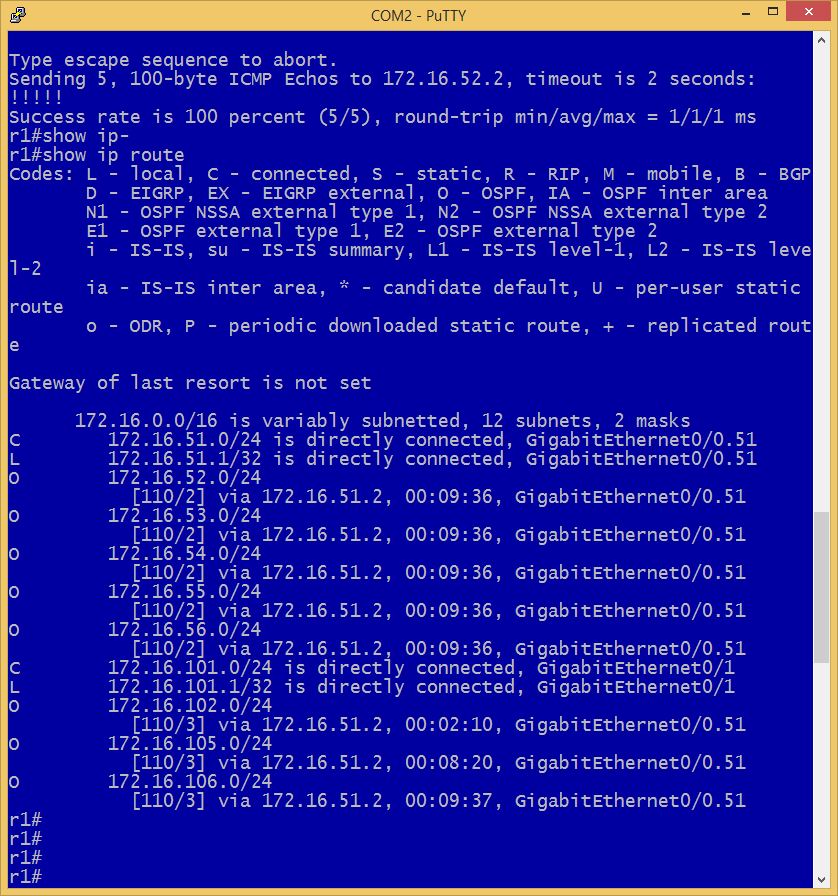 COM2 - PuTTY
Type escape sequence to abort.
Sending 5, 100-byte ICMP Echos to 172.16.52.2, timeout is 2 seconds:
!!!!!
Success rate is 100 percent (5/5), round-trip min/avg/max = 1/1/1 ms
r1#show ip-
r1#show ip route
Codes: L - local, C - connected, S - static, R - RIP, M - mobile, B - BGP
       D - EIGRP, EX - EIGRP external, O - OSPF, IA - OSPF inter area
       N1 - OSPF NSSA external type 1, N2 - OSPF NSSA external type 2
       E1 - OSPF external type 1, E2 - OSPF external type 2
       i - IS-IS, su - IS-IS summary, L1 - IS-IS level-1, L2 - IS-IS leve
l-2
       ia - IS-IS inter area, * - candidate default, U - per-user static
route
       o - ODR, P - periodic downloaded static route, + - replicated rout
e
Gateway of last resort is not set
      172.16.0.0/16 is variably subnetted, 12 subnets, 2 masks
C        172.16.51.0/24 is directly connected, GigabitEthernet0/0.51
L        172.16.51.1/32 is directly connected, GigabitEthernet0/0.51
O        172.16.52.0/24
           [110/2] via 172.16.51.2, 00:09:36, GigabitEthernet0/0.51
O        172.16.53.0/24
           [110/2] via 172.16.51.2, 00:09:36, GigabitEthernet0/0.51
O        172.16.54.0/24
           [110/2] via 172.16.51.2, 00:09:36, GigabitEthernet0/0.51
O        172.16.55.0/24
           [110/2] via 172.16.51.2, 00:09:36, GigabitEthernet0/0.51
O        172.16.56.0/24
           [110/2] via 172.16.51.2, 00:09:36, GigabitEthernet0/0.51
C        172.16.101.0/24 is directly connected, GigabitEthernet0/1
L        172.16.101.1/32 is directly connected, GigabitEthernet0/1
O        172.16.102.0/24
           [110/3] via 172.16.51.2, 00:02:10, GigabitEthernet0/0.51
O        172.16.105.0/24
           [110/3] via 172.16.51.2, 00:08:20, GigabitEthernet0/0.51
O        172.16.106.0/24
           [110/3] via 172.16.51.2, 00:09:37, GigabitEthernet0/0.51
r1#
r1#
r1#
r1#